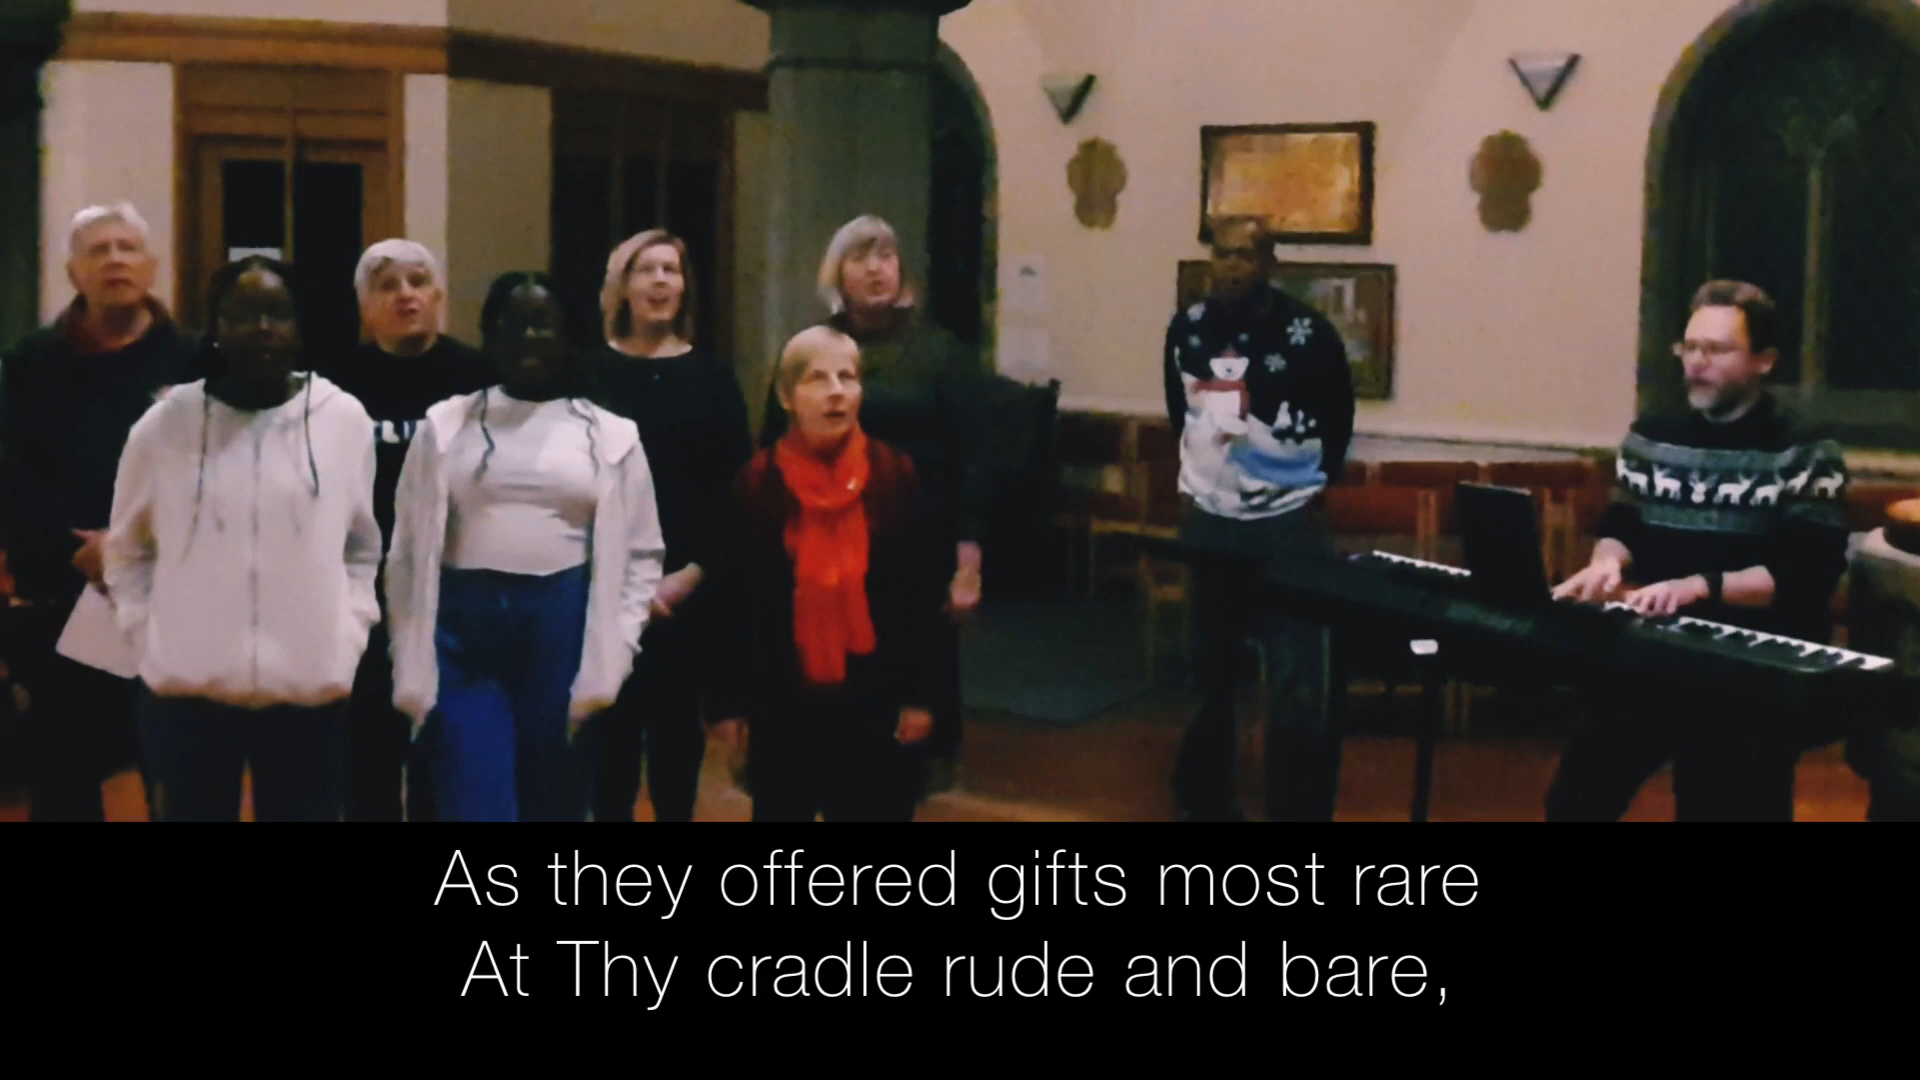 As they offered gifts most rare
At Thy cradle rude and bare,